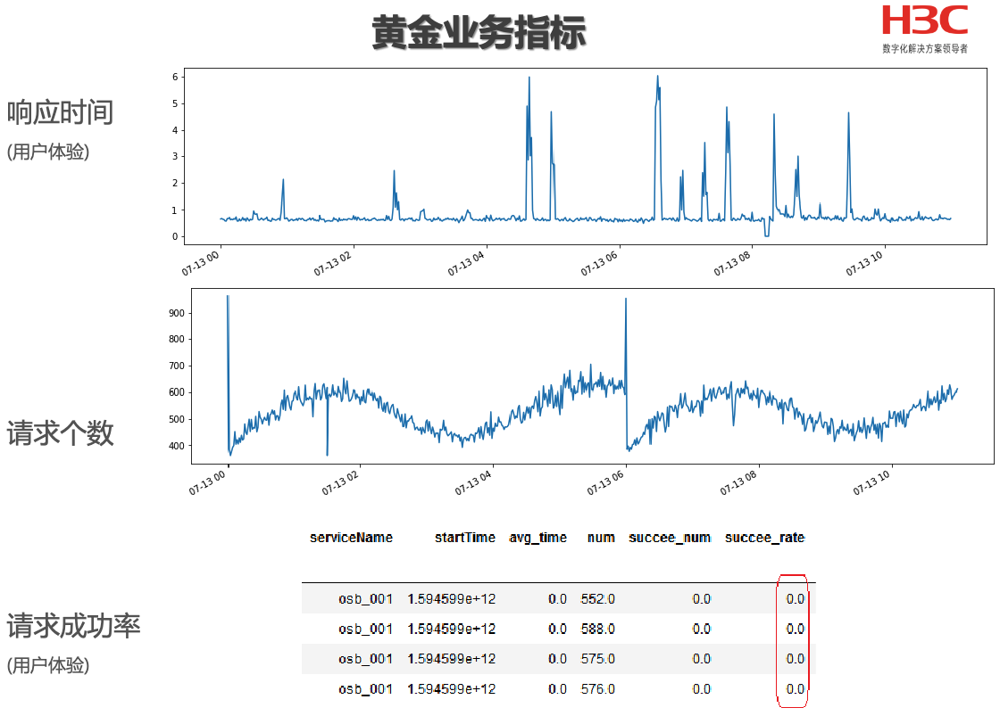 黄金业务指标
H3C
数字化解决方案领导者
响应时间
(用户体验)
6
5
4
3
2
1
0
07-13 00
07-13 02
07-13 04
07-13 06
07-13 08
07-13 10
请求个数
900
800
700
600
500
400
07-13 00
07-13 02
07-13 04
07-13 06
07-13 08
07-13 10
请求成功率
(用户体验)
serviceName startTime avg_time num succee_num succee_rate
osb_001 1.594599e+12 0.0 552.0 0.0 0.0
osb_001 1.594599e+12 0.0 588.0 0.0 0.0
osb_001 1.594599e+12 0.0 575.0 0.0 0.0
osb_001 1.594599e+12 0.0 576.0 0.0 0.0